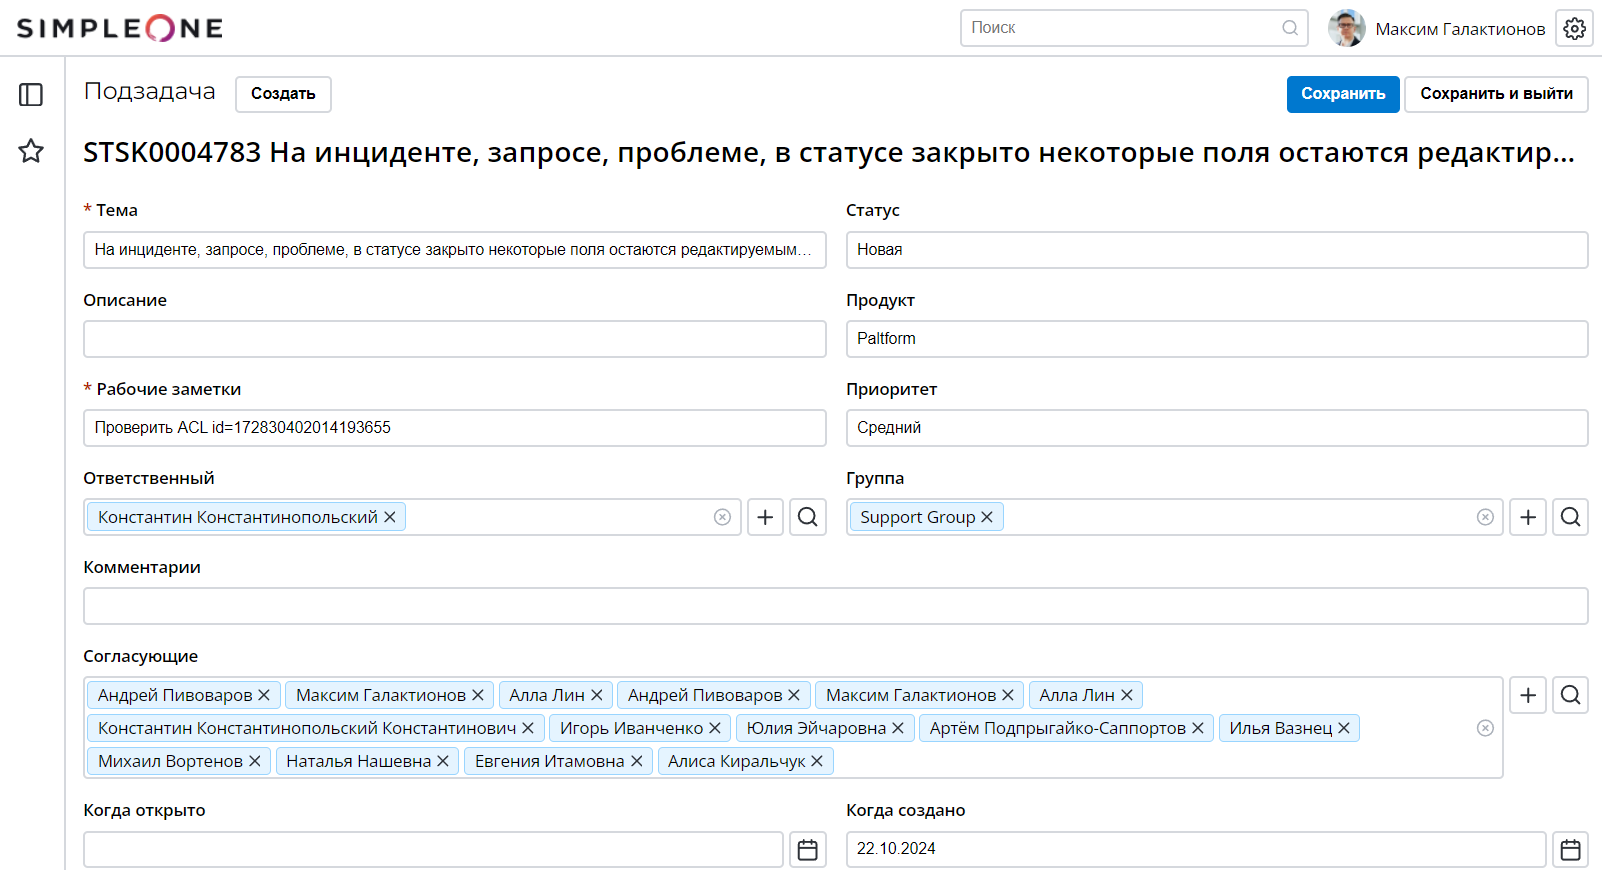 SIMPLEONE
Поиск
Максим Галактионов
Подзадача
Создать
Сохранить
Сохранить и выйти
STSK0004783 На инциденте, запросе, проблеме, в статусе закрыто некоторые поля остаются редактир...
* Тема
Статус
На инциденте, запросе, проблеме, в статусе закрыто некоторые поля остаются редактируемым...
Новая
Описание
Продукт
Paltform
* Рабочие заметки
Приоритет
Проверить ACL id=172830402014193655
Средний
Ответственный
Группа
Константин Константинопольский
Support Group
Комментарии
Согласующие
Андрей Пивоваров Максим Галактионов Алла Лин Андрей Пивоваров Максим Галактионов Алла Лин
Константин Константинопольский Константинович Игорь Иванченко Юлия Эйчаровна Артём Подпрыгайко-Саппортов Илья Вазнец
Михаил Вортенов Наталья Нашевна Евгения Итамовна Алиса Киральчук
Когда открыто
Когда создано
22.10.2024